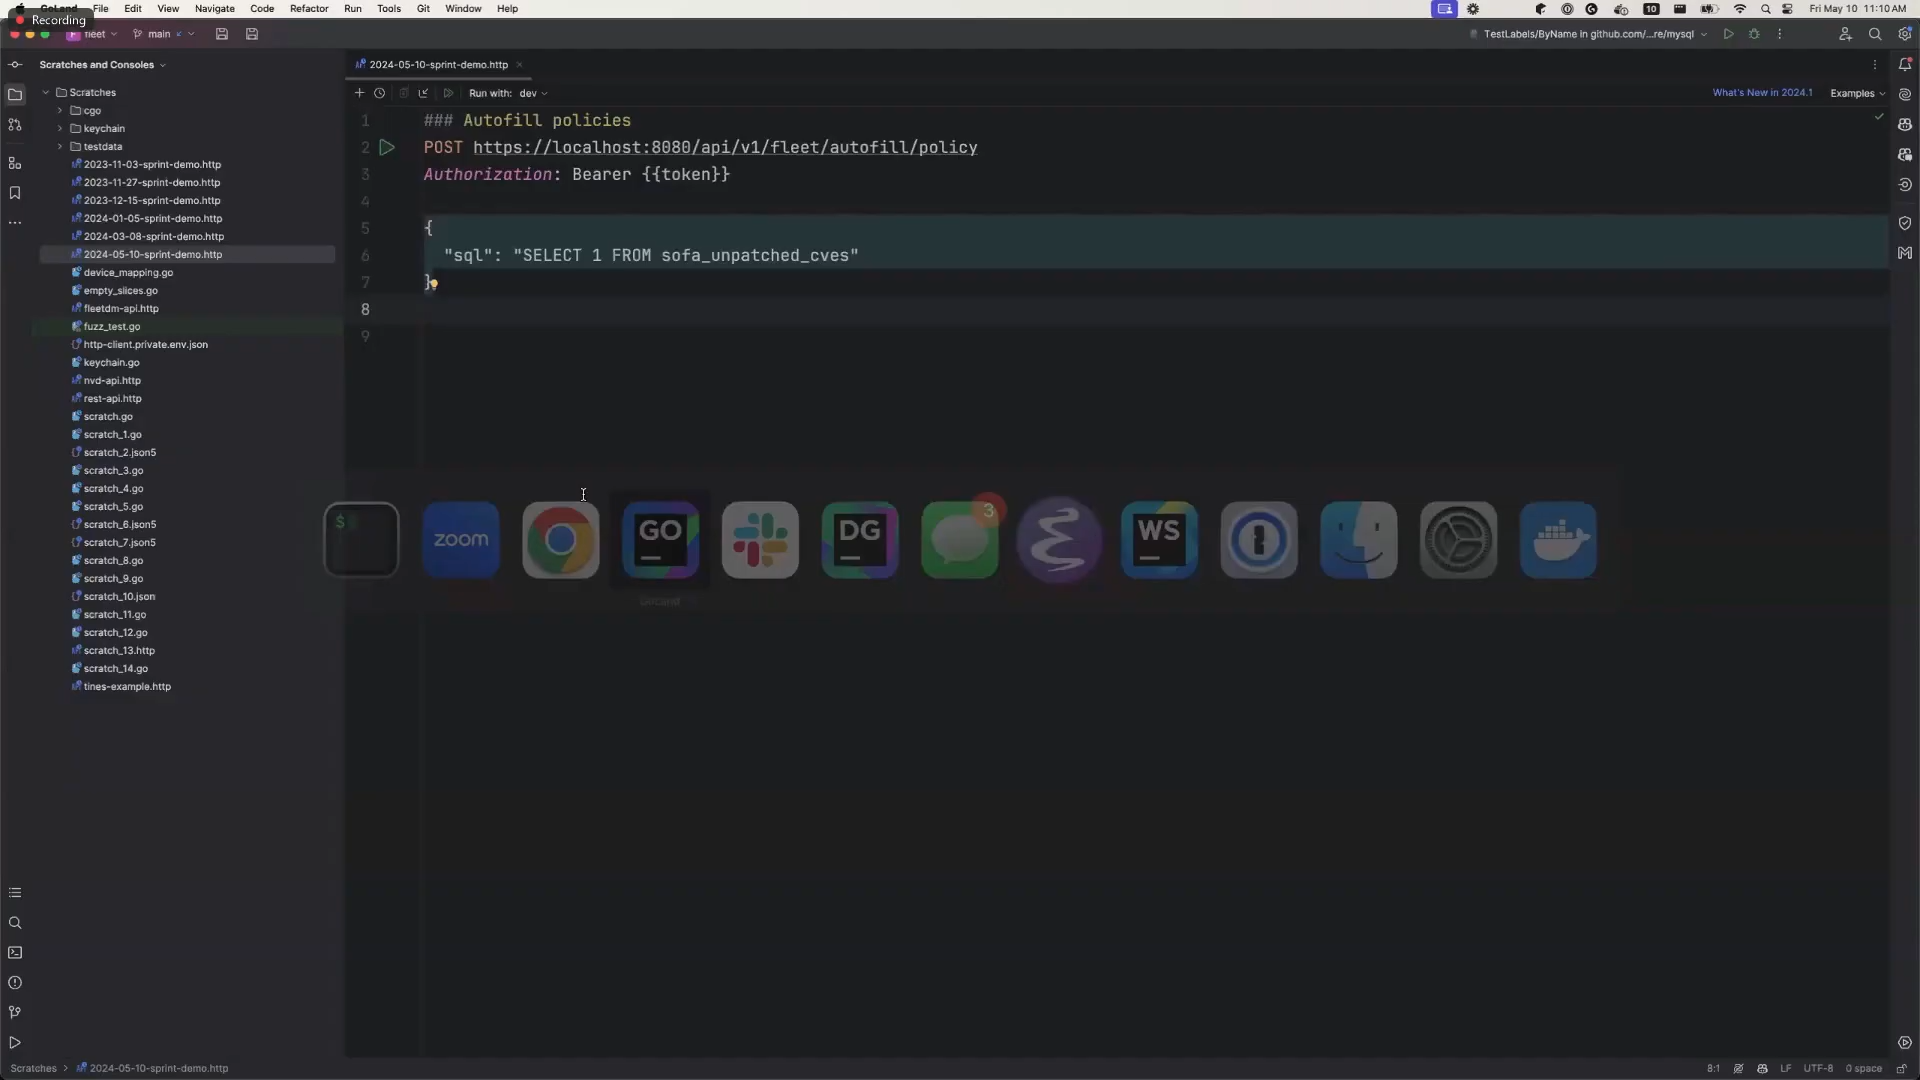 GoLand File Edit View Navigate Code Refactor Run Tools Git Window Help 10 Fri May 10 11:10 AM
Recording
fleet main TestLabels/ByName in github.com/...re/mysql
Scratches and Consoles 2024-05-10-sprint-demo.http
Run with: dev What's New in 2024.1 Examples
Scratches
cgo
keychain
testdata
2023-11-03-sprint-demo.http
2023-11-27-sprint-demo.http
2023-12-15-sprint-demo.http
2024-01-05-sprint-demo.http
2024-03-08-sprint-demo.http
2024-05-10-sprint-demo.http
device_mapping.go
empty_slices.go
fleetdm-api.http
fuzz_test.go
http-client.private.env.json
keychain.go
nvd-api.http
rest-api.http
scratch.go
scratch_1.go
scratch_2.json5
scratch_3.go
scratch_4.go
scratch_5.go
scratch_6.json5
scratch_7.json5
scratch_8.go
scratch_9.go
scratch_10.json
scratch_11.go
scratch_12.go
scratch_13.http
scratch_14.go
tines-example.http
1 ### Autofill policies
2 POST https://localhost:8080/api/v1/fleet/autofill/policy
3 Authorization: Bearer {{token}}
4
5 {
6 "sql": "SELECT 1 FROM sofa_unpatched_cves"
7 }
8
9
$ zoom GO DG 3 WS
GoLand
Scratches > 2024-05-10-sprint-demo.http 8:1 LF UTF-8 0 space